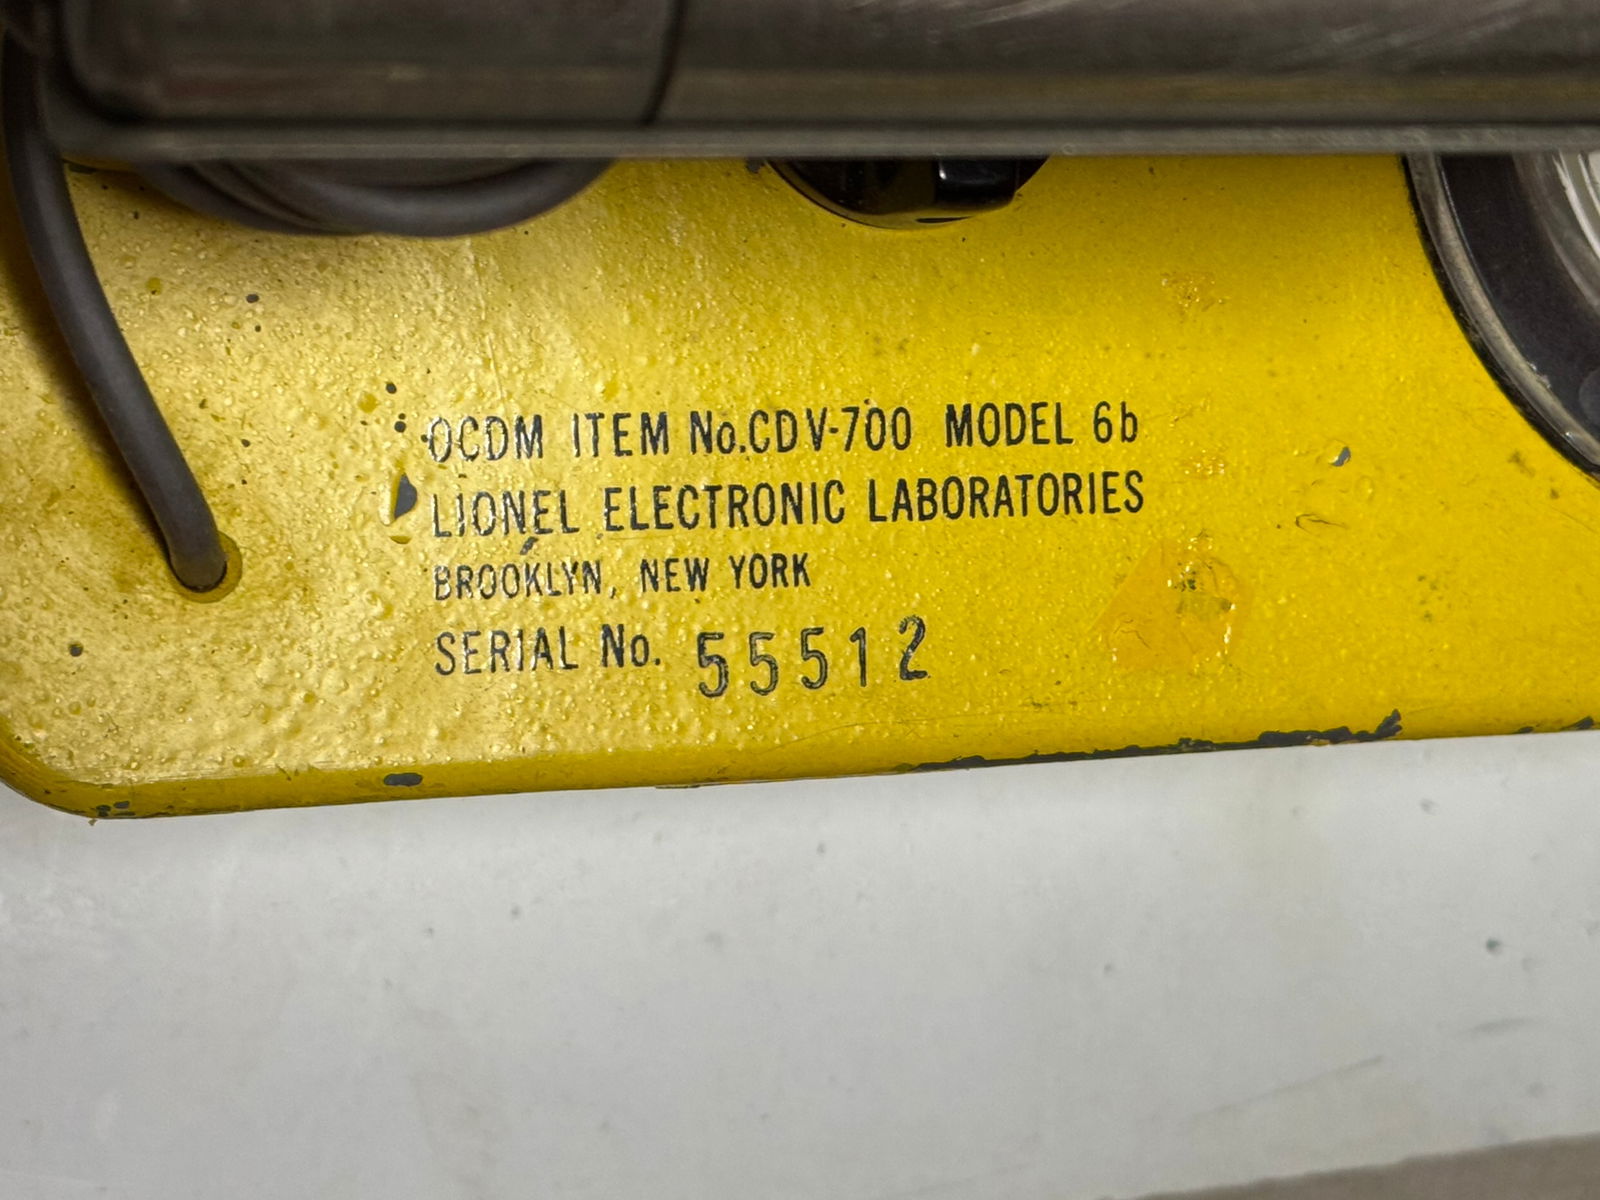 OCDM ITEM No.CDV-700 MODEL 6b
LIONEL ELECTRONIC LABORATORIES
BROOKLYN, NEW YORK
SERIAL No. 55512